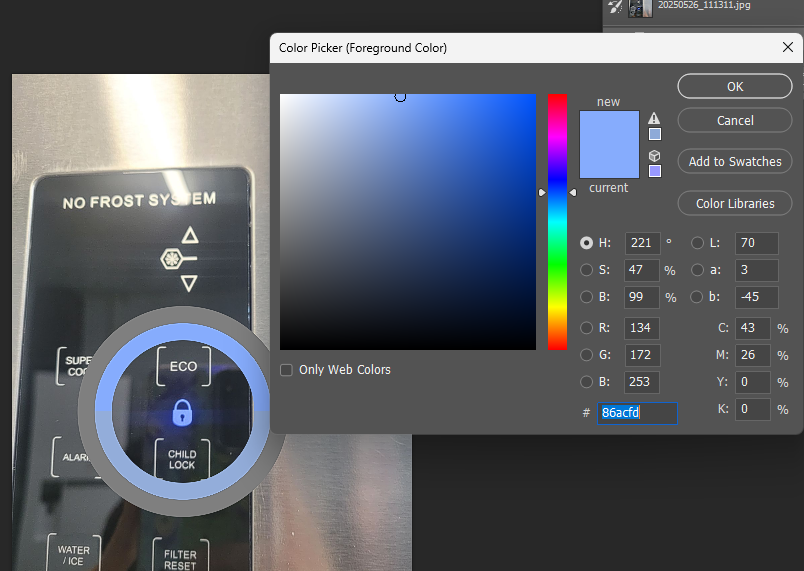 20250526_111311.jpg
Color Picker (Foreground Color)
new
current
OK
Cancel
Add to Swatches
Color Libraries
H: 221 °
S: 47 %
B: 99 %
R: 134
G: 172
B: 253
# 86acfd
L: 70
a: 3
b: -45
C: 43 %
M: 26 %
Y: 0 %
K: 0 %
Only Web Colors
NO FROST SYSTEM
SUPE
COO
ECO
ALAR
CHILD
LOCK
WATER
/ ICE
FILTER
RESET